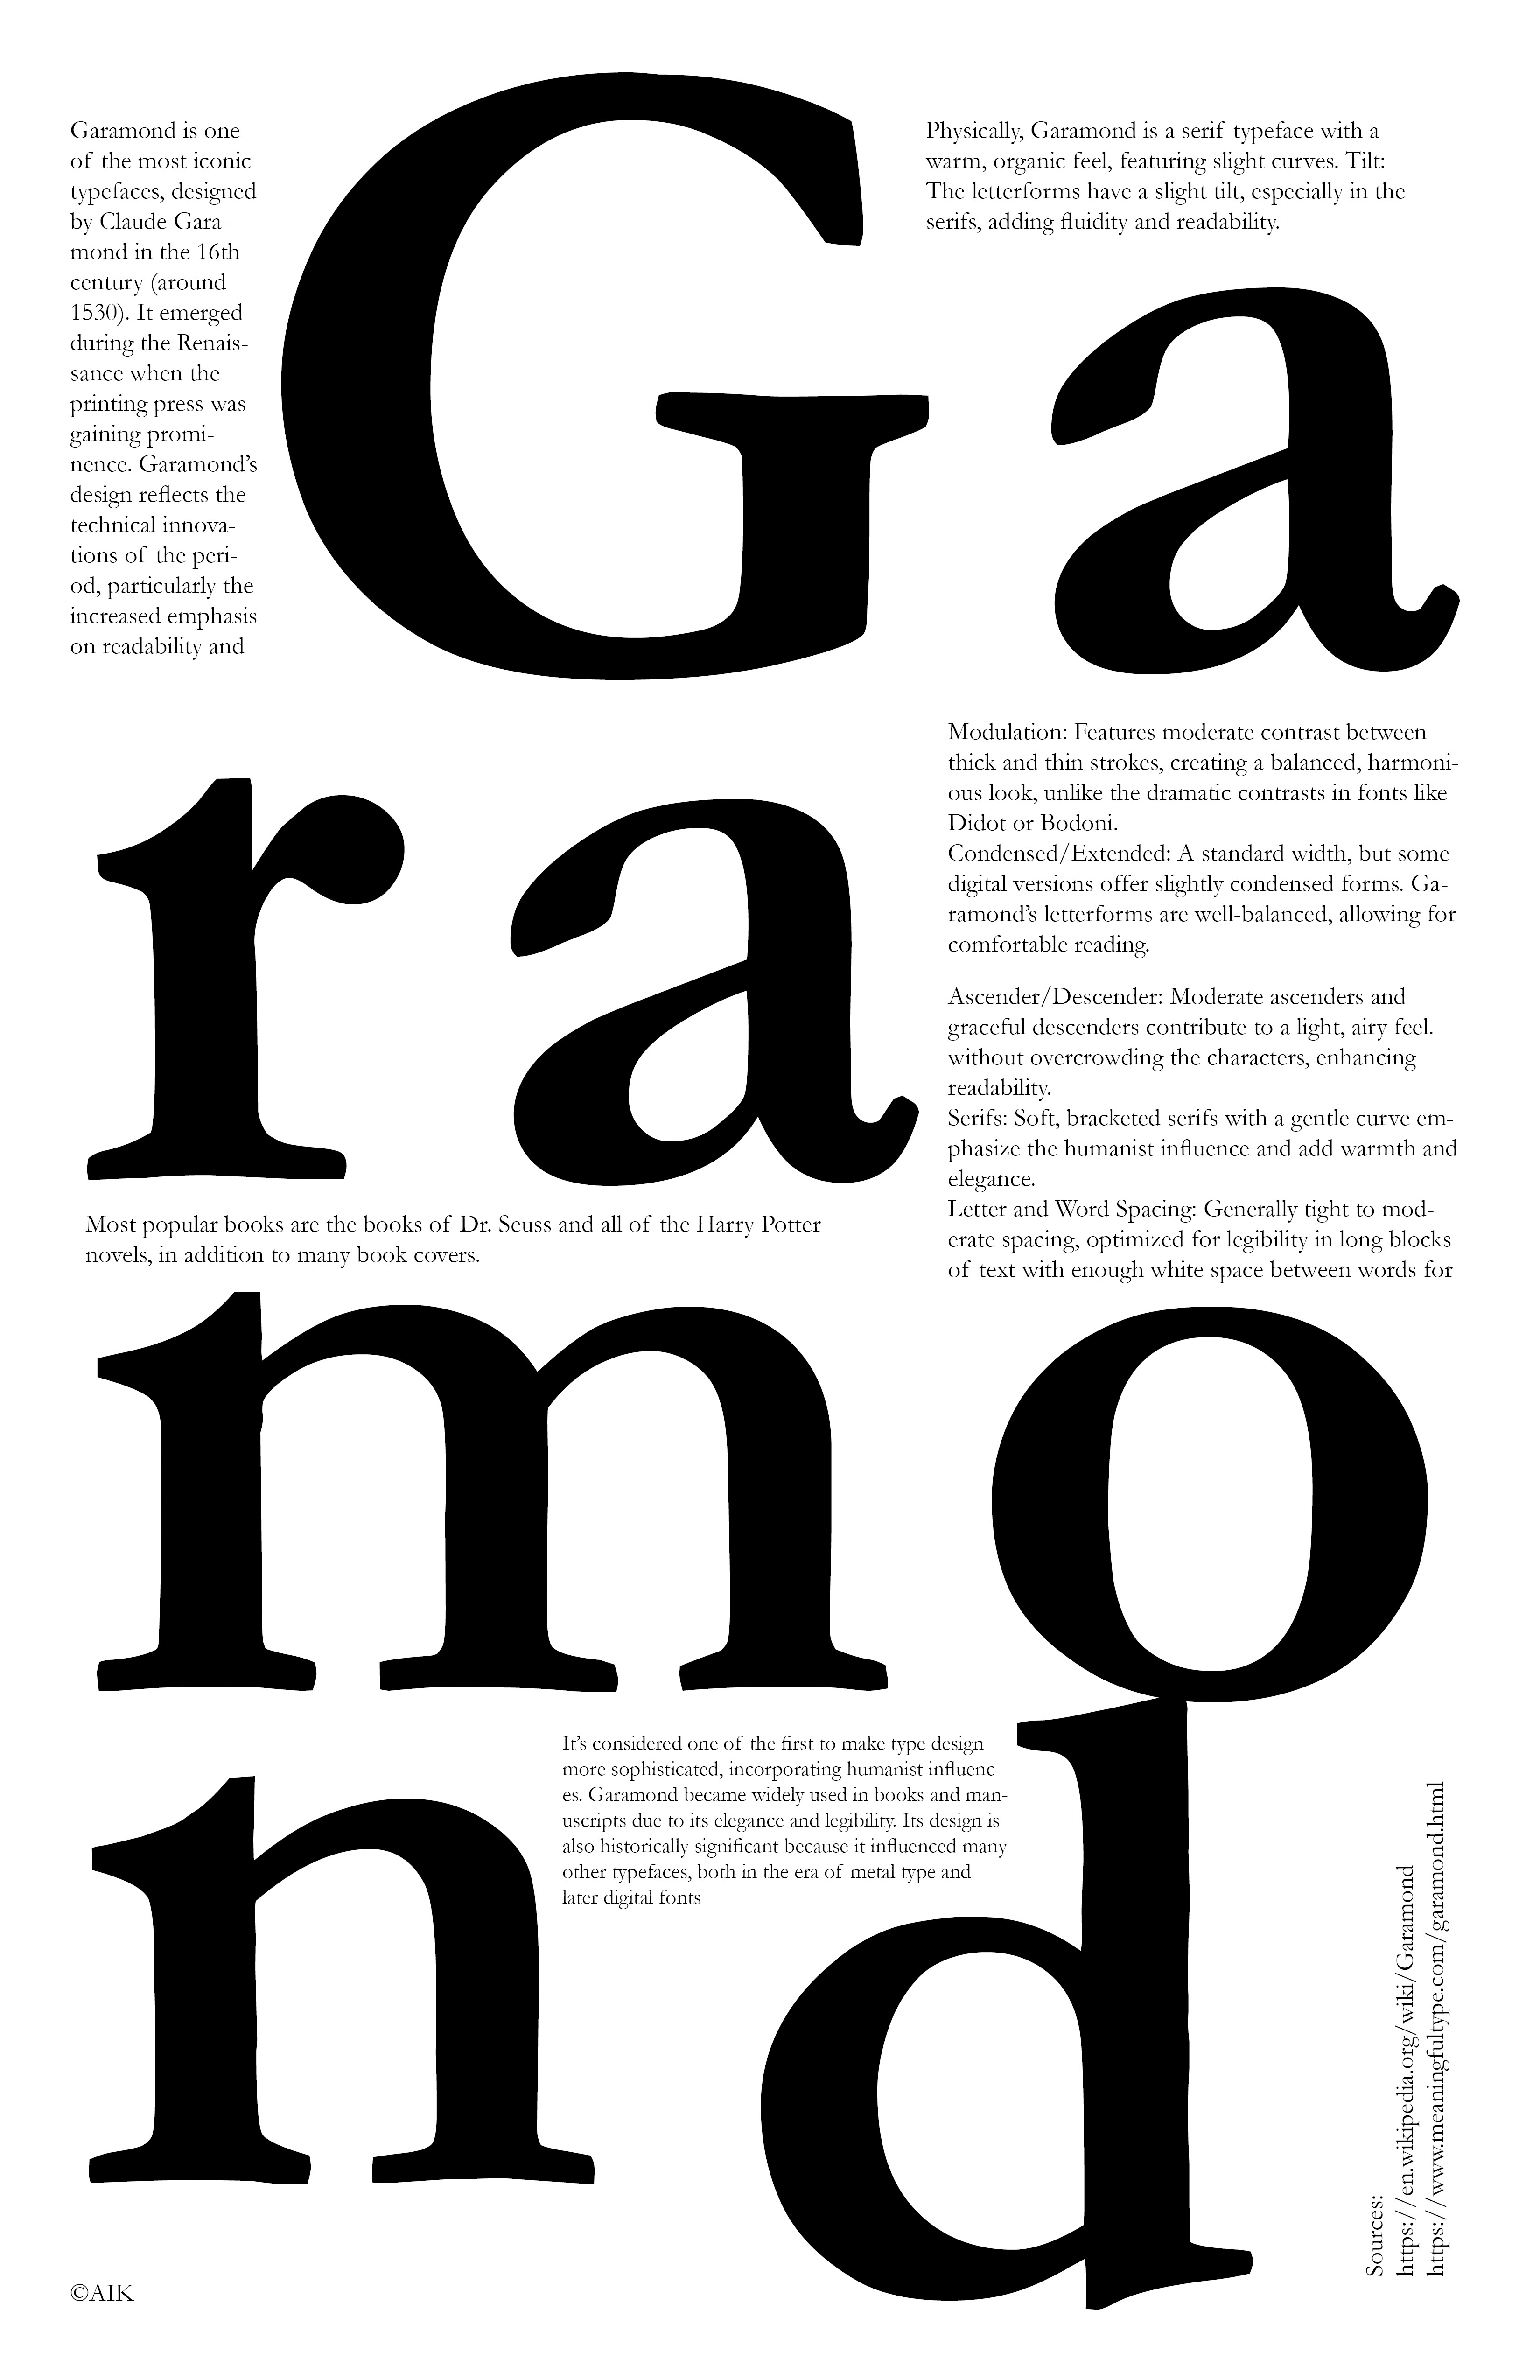 Garamond is one
of the most iconic
typefaces, designed
by Claude Gara-
mond in the 16th
century (around
1530). It emerged
during the Renais-
sance when the
printing press was
gaining promi-
nence. Garamond’s
design reflects the
technical innova-
tions of the peri-
od, particularly the
increased emphasis
on readability and
Ga
Physically, Garamond is a serif typeface with a
warm, organic feel, featuring slight curves. Tilt:
The letterforms have a slight tilt, especially in the
serifs, adding fluidity and readability.
ra
Modulation: Features moderate contrast between
thick and thin strokes, creating a balanced, harmoni-
ous look, unlike the dramatic contrasts in fonts like
Didot or Bodoni.
Condensed/Extended: A standard width, but some
digital versions offer slightly condensed forms. Ga-
ramond’s letterforms are well-balanced, allowing for
comfortable reading.
Ascender/Descender: Moderate ascenders and
graceful descenders contribute to a light, airy feel.
without overcrowding the characters, enhancing
readability.
Serifs: Soft, bracketed serifs with a gentle curve em-
phasize the humanist influence and add warmth and
elegance.
Letter and Word Spacing: Generally tight to mod-
erate spacing, optimized for legibility in long blocks
of text with enough white space between words for
Most popular books are the books of Dr. Seuss and all of the Harry Potter
novels, in addition to many book covers.
mo
nd
It’s considered one of the first to make type design
more sophisticated, incorporating humanist influenc-
es. Garamond became widely used in books and man-
uscripts due to its elegance and legibility. Its design is
also historically significant because it influenced many
other typefaces, both in the era of metal type and
later digital fonts
Sources:
https://en.wikipedia.org/wiki/Garamond
https://www.meaningfultype.com/garamond.html
©AIK